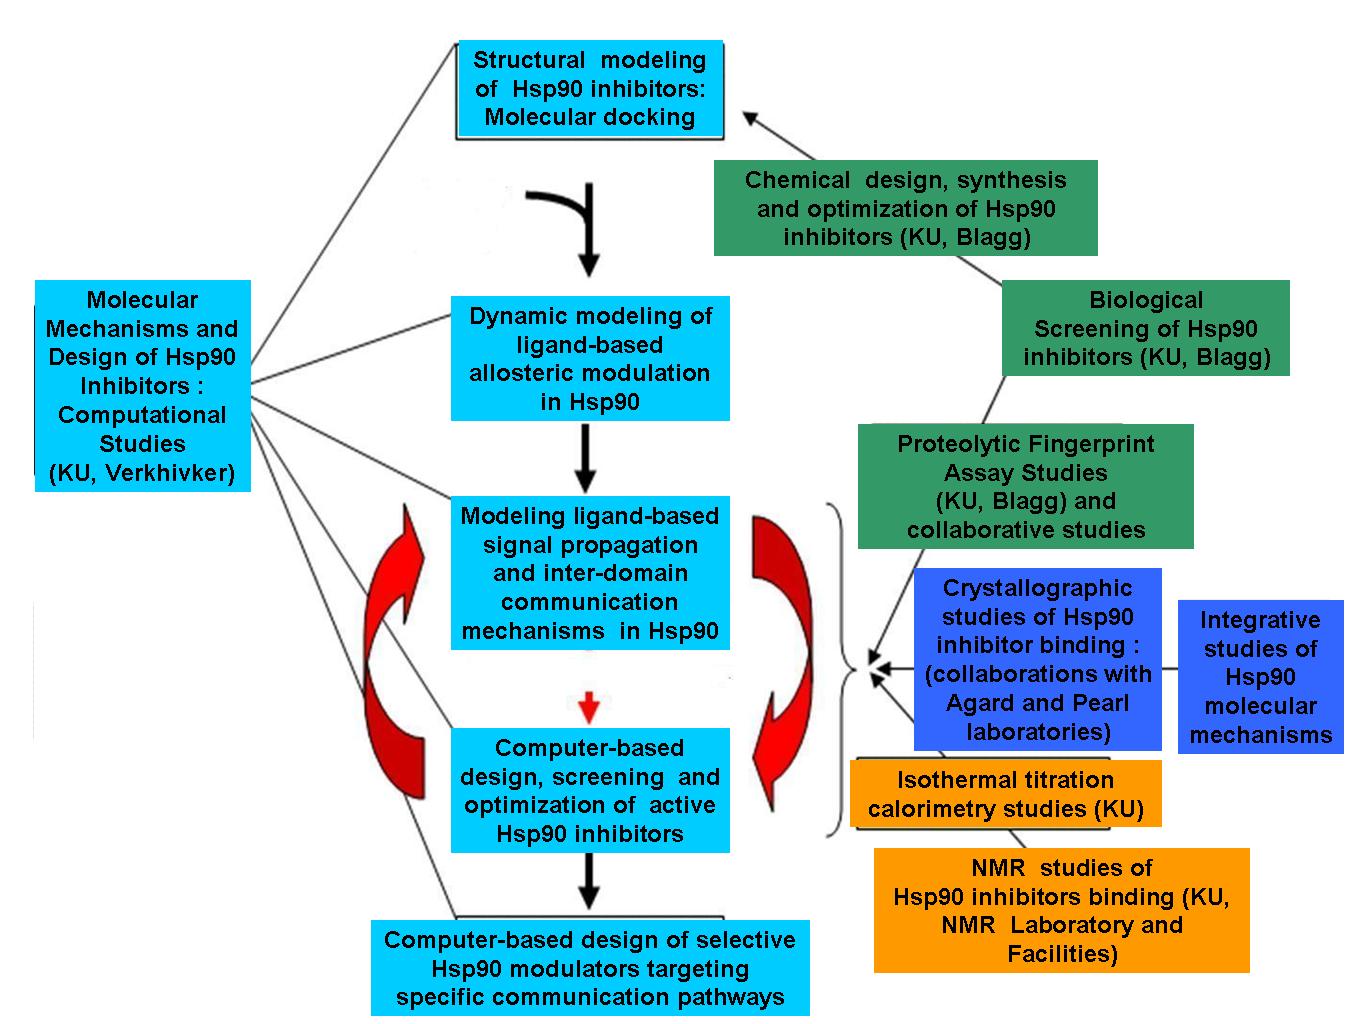 Structural modeling
of Hsp90 inhibitors:
Molecular docking
Chemical design, synthesis
and optimization of Hsp90
inhibitors (KU, Blagg)
Molecular
Mechanisms and
Design of Hsp90
Inhibitors :
Computational
Studies
(KU, Verkhivker)
Dynamic modeling of
ligand-based
allosteric modulation
in Hsp90
Biological
Screening of Hsp90
inhibitors (KU, Blagg)
Proteolytic Fingerprint
Assay Studies
(KU, Blagg) and
collaborative studies
Modeling ligand-based
signal propagation
and inter-domain
communication
mechanisms in Hsp90
Crystallographic
studies of Hsp90
inhibitor binding :
(collaborations with
Agard and Pearl
laboratories)
Integrative
studies of
Hsp90
molecular
mechanisms
Computer-based
design, screening and
optimization of active
Hsp90 inhibitors
Isothermal titration
calorimetry studies (KU)
NMR studies of
Hsp90 inhibitors binding (KU,
NMR Laboratory and
Facilities)
Computer-based design of selective
Hsp90 modulators targeting
specific communication pathways